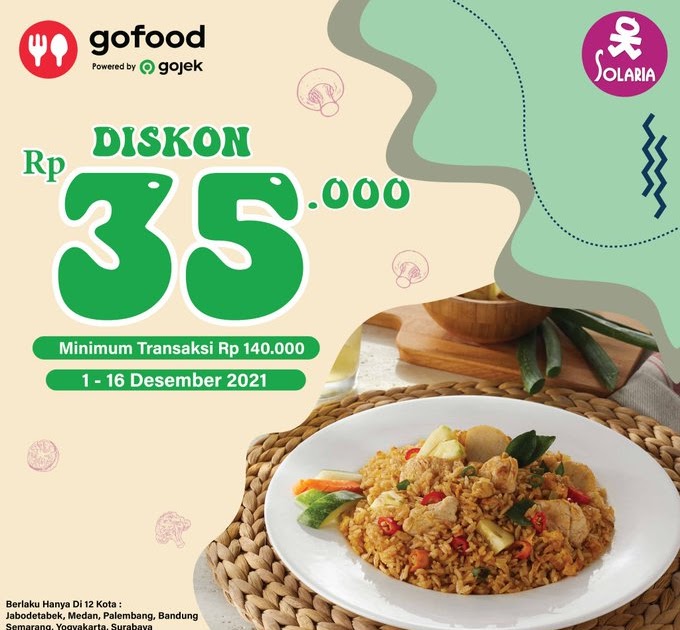 gofood
Powered by gojek
SOLARIA
DISKON
Rp 35.000
Minimum Transaksi Rp 140.000
1 - 16 Desember 2021
Berlaku Hanya Di 12 Kota :
Jabodetabek, Medan, Palembang, Bandung
Semarang, Yogyakarta, Surabaya